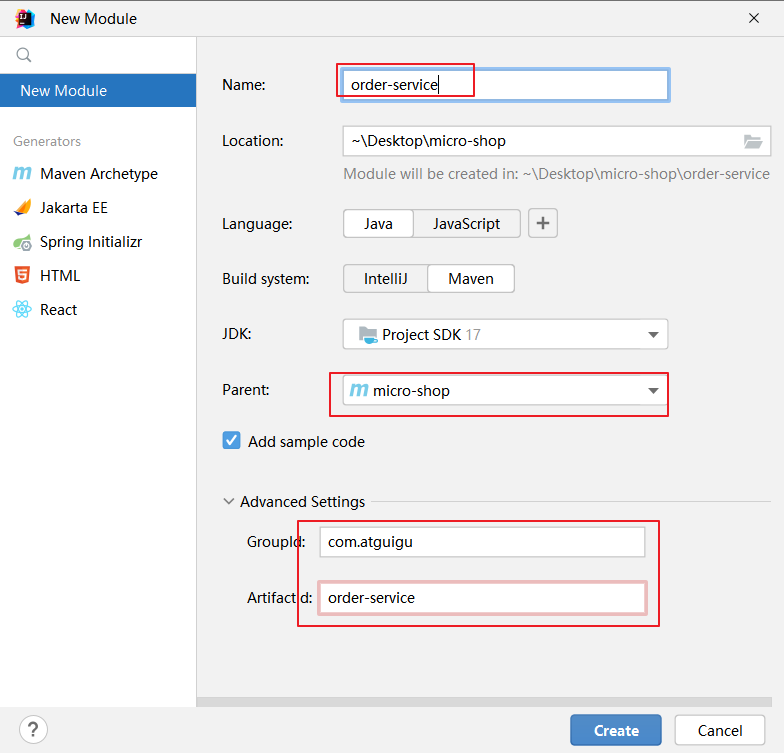 New Module
New Module
Generators
Maven Archetype
Jakarta EE
Spring Initializr
HTML
React
Name: order-service
Location: ~\Desktop\micro-shop
Module will be created in: ~\Desktop\micro-shop\order-service
Language: Java JavaScript +
Build system: IntelliJ Maven
JDK: Project SDK 17
Parent: micro-shop
Add sample code
Advanced Settings
GroupId: com.atguigu
ArtifactId: order-service
? Create Cancel